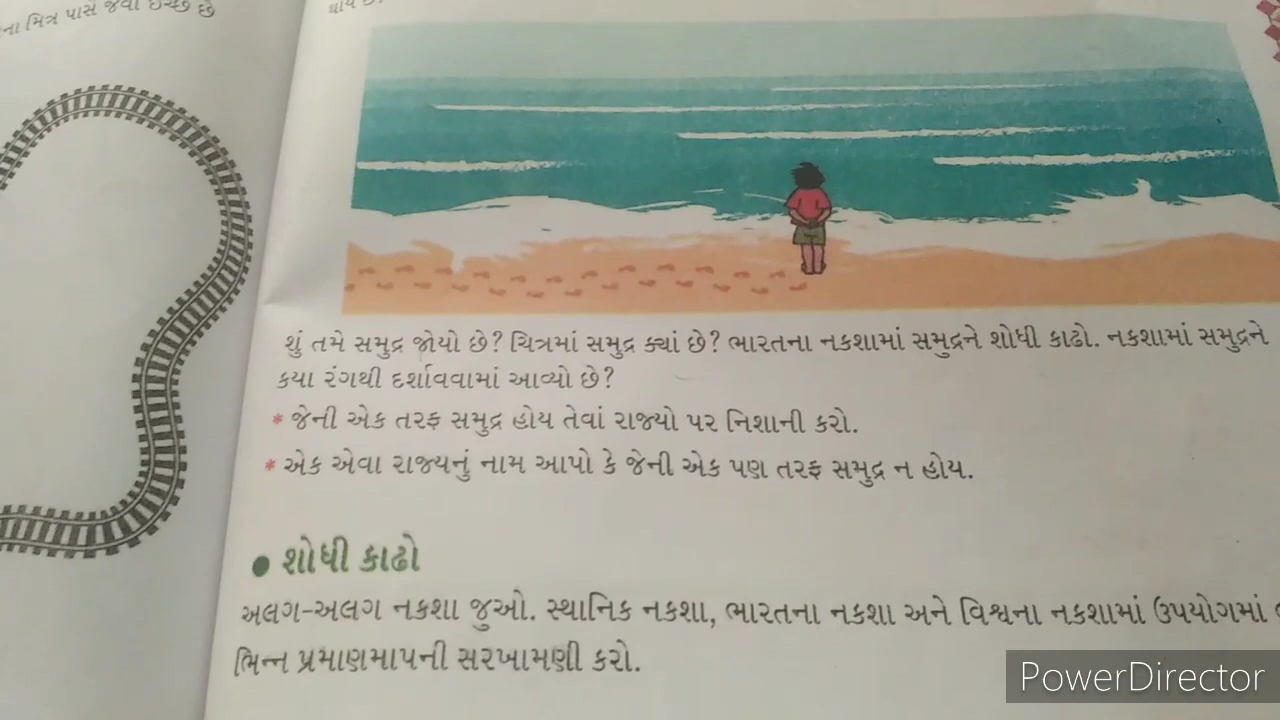 ના મિત્ર પાસે જવા ઇચ્છે છે
થાય છે
શું તમે સમુદ્ર જોયો છે? ચિત્રમાં સમુદ્ર ક્યાં છે? ભારતના નકશામાં સમુદ્રને શોધી કાઢો. નકશામાં સમુદ્રને
કયા રંગથી દર્શાવવામાં આવ્યો છે?
* જેની એક તરફ સમુદ્ર હોય તેવાં રાજ્યો પર નિશાની કરો.
* એક એવા રાજ્યનું નામ આપો કે જેની એક પણ તરફ સમુદ્ર ન હોય.
● શોધી કાઢો
અલગ-અલગ નકશા જુઓ. સ્થાનિક નકશા, ભારતના નકશા અને વિશ્વના નકશામાં ઉપયોગમાં
ભિન્ન પ્રમાણમાપની સરખામણી કરો.
PowerDirector